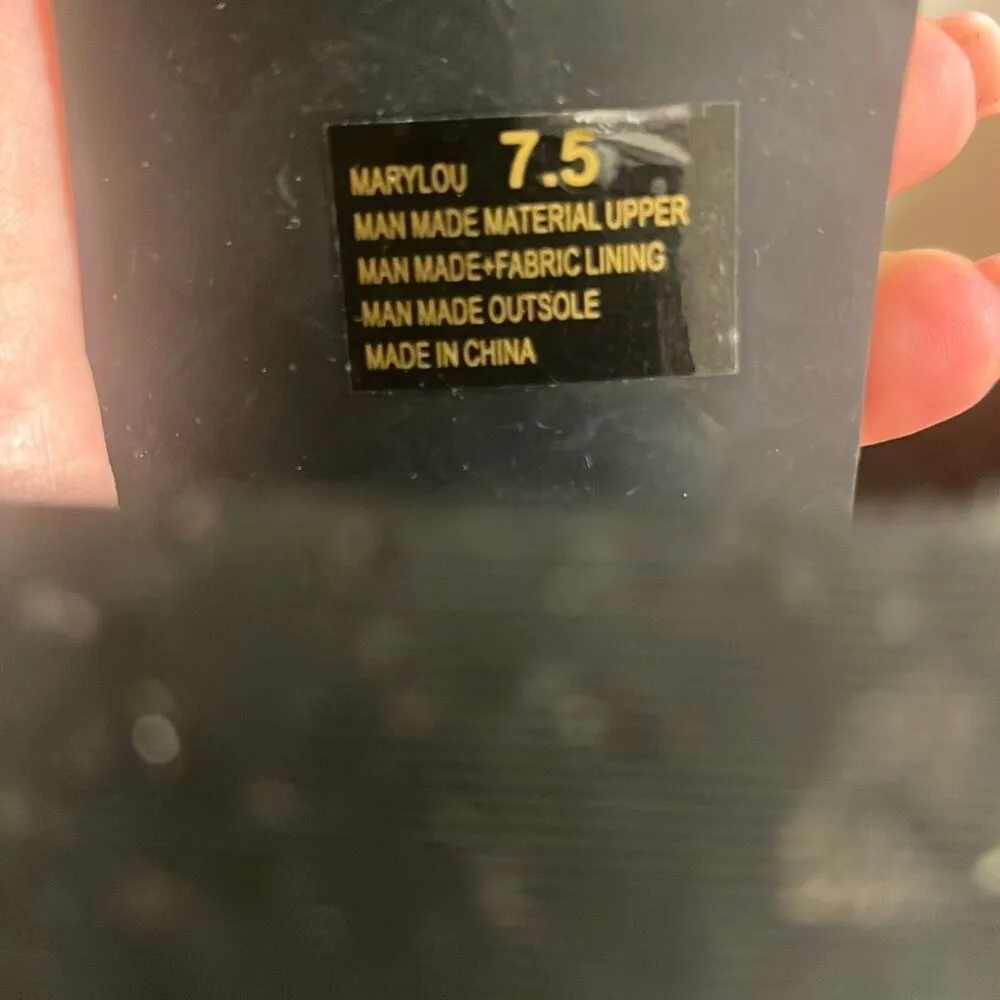 MARYLOU 7.5
MAN MADE MATERIAL UPPER
MAN MADE+FABRIC LINING
MAN MADE OUTSOLE
MADE IN CHINA